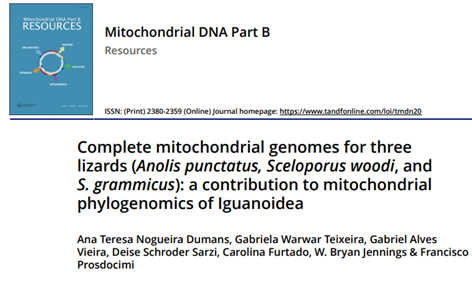 Mitochondrial DNA Part B
RESOURCES
Mitochondrial DNA Part B
Resources
ISSN: (Print) 2380-2359 (Online) Journal homepage: https://www.tandfonline.com/loi/tmdn20
Complete mitochondrial genomes for three
lizards (Anolis punctatus, Sceloporus woodi, and
S. grammicus): a contribution to mitochondrial
phylogenomics of Iguanoidea
Ana Teresa Nogueira Dumans, Gabriela Warwar Teixeira, Gabriel Alves
Vieira, Deise Schroder Sarzi, Carolina Furtado, W. Bryan Jennings & Francisco
Prosdocimi